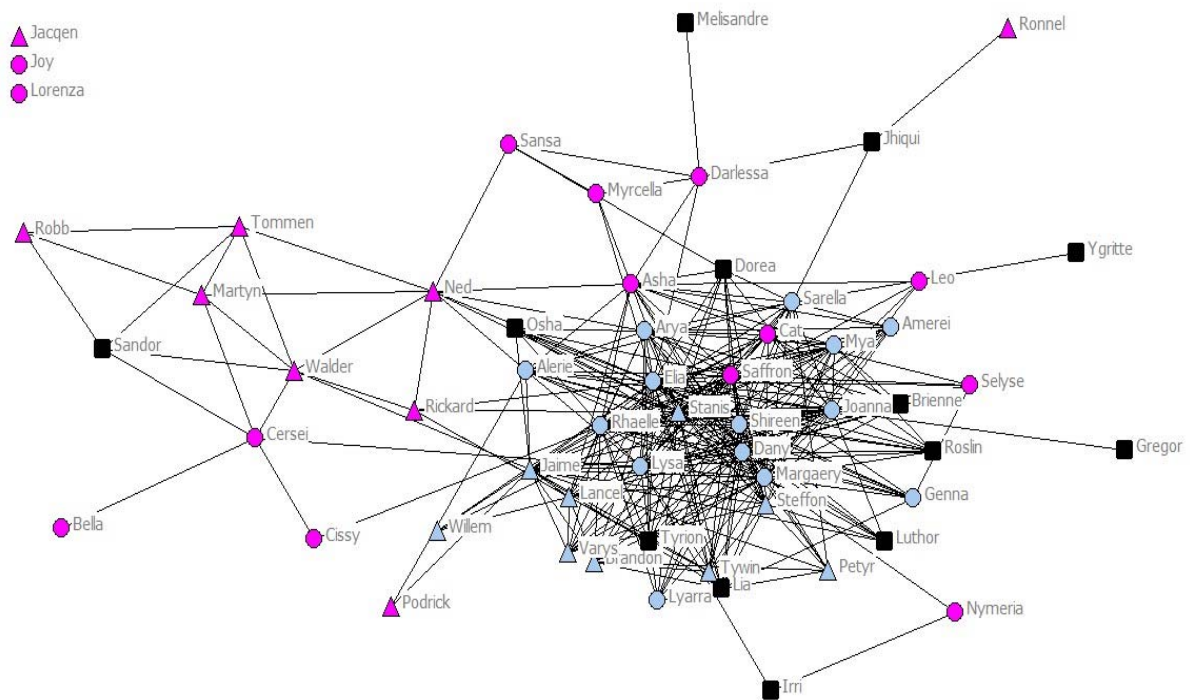 Melisandre
Ronnel
Jacqen
Joy
Lorenza
Sansa
Jhiqui
Darlessa
Myrcella
Robb
Tommen
Ygritte
Dorea
Martyn
Ned
Asha
Leo
Sarella
Sandor
Osha
Arya
Cat
Amerei
Mya
Walder
Alerie
Elia
Saffron
Selyse
Rickard
Stanis
Joanna
Brienne
Cersei
Rhaelle
Shireen
Dany
Roslin
Gregor
Jaime
Lysa
Margaery
Lancel
Steffon
Genna
Bella
Cissy
Willem
Varys
Tyrion
Luthor
Brandon
Tywin
Petyr
Lia
Podrick
Lyarra
Nymeria
Irri